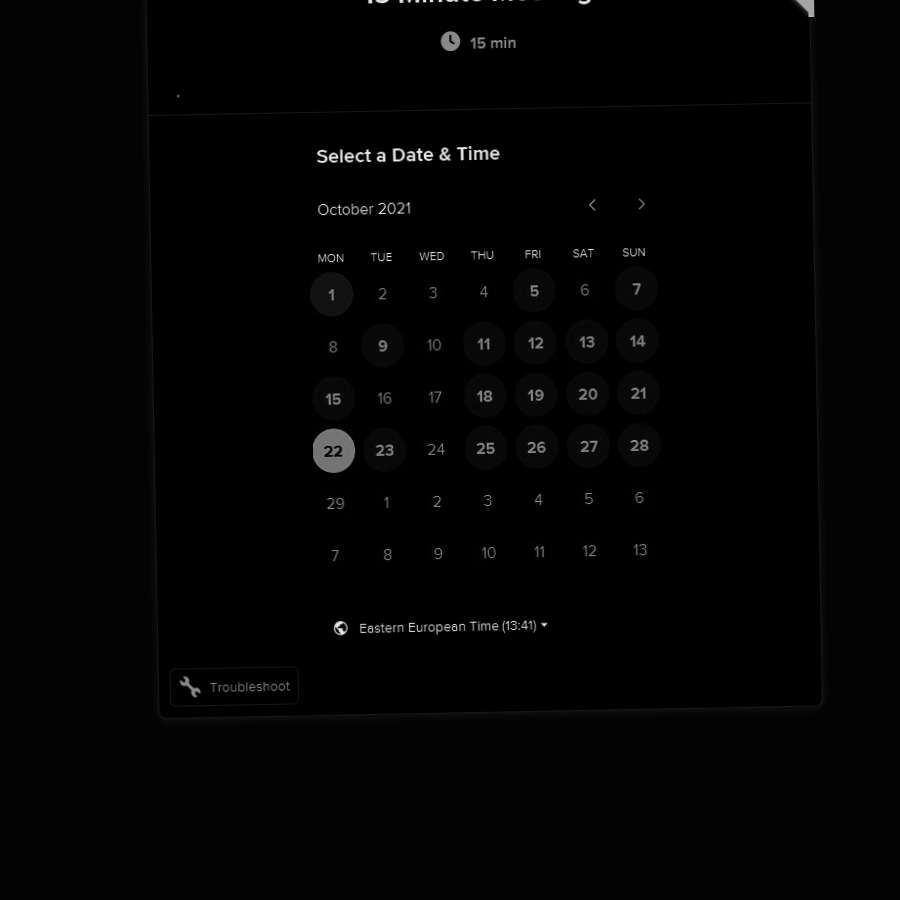 15 Minute Meeting
15 min
.
Select a Date & Time
October 2021
MON TUE WED THU FRI SAT SUN
1 2 3 4 5 6 7
8 9 10 11 12 13 14
15 16 17 18 19 20 21
22 23 24 25 26 27 28
29 1 2 3 4 5 6
7 8 9 10 11 12 13
Eastern European Time (13:41)
Troubleshoot